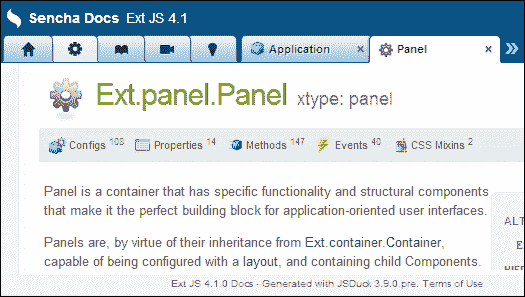 Sencha Docs Ext JS 4.1
Application × Panel × »
Ext.panel.Panel xtype: panel
Configs 108 Properties 14 Methods 147 Events 40 CSS Mixins 2
Panel is a container that has specific functionality and structural components
that make it the perfect building block for application-oriented user interfaces.
Panels are, by virtue of their inheritance from Ext.container.Container,
capable of being configured with a layout, and containing child Components.
Ext JS 4.1.0 Docs - Generated with JSDuck 3.9.0.pre. Terms of Use